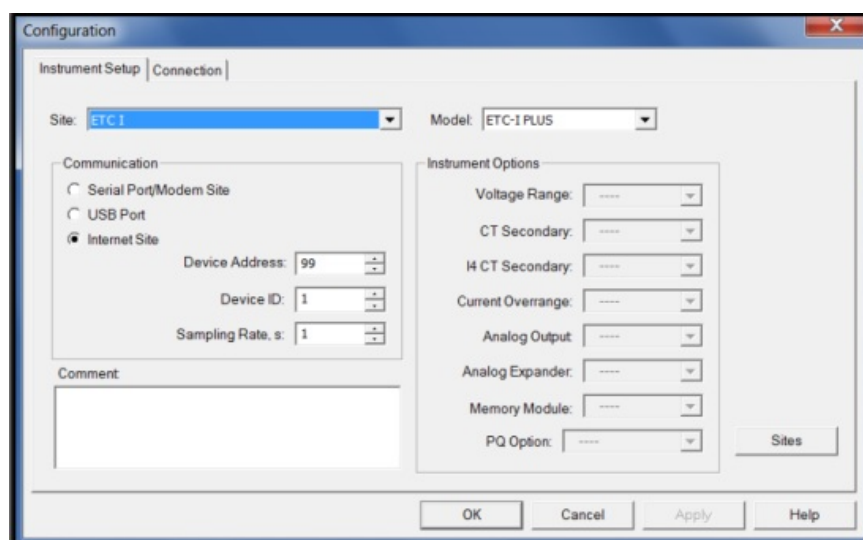 Configuration
Instrument Setup
Connection
Site: ETC I
Model: ETC-I PLUS
Communication
Serial Port/Modem Site
USB Port
Internet Site
Device Address: 99
Device ID: 1
Sampling Rate, s: 1
Comment:
Instrument Options
Voltage Range: ----
CT Secondary: ----
I4 CT Secondary: ----
Current Overrange: ----
Analog Output ----
Analog Expander: ----
Memory Module: ----
PQ Option: ----
Sites
OK
Cancel
Apply
Help